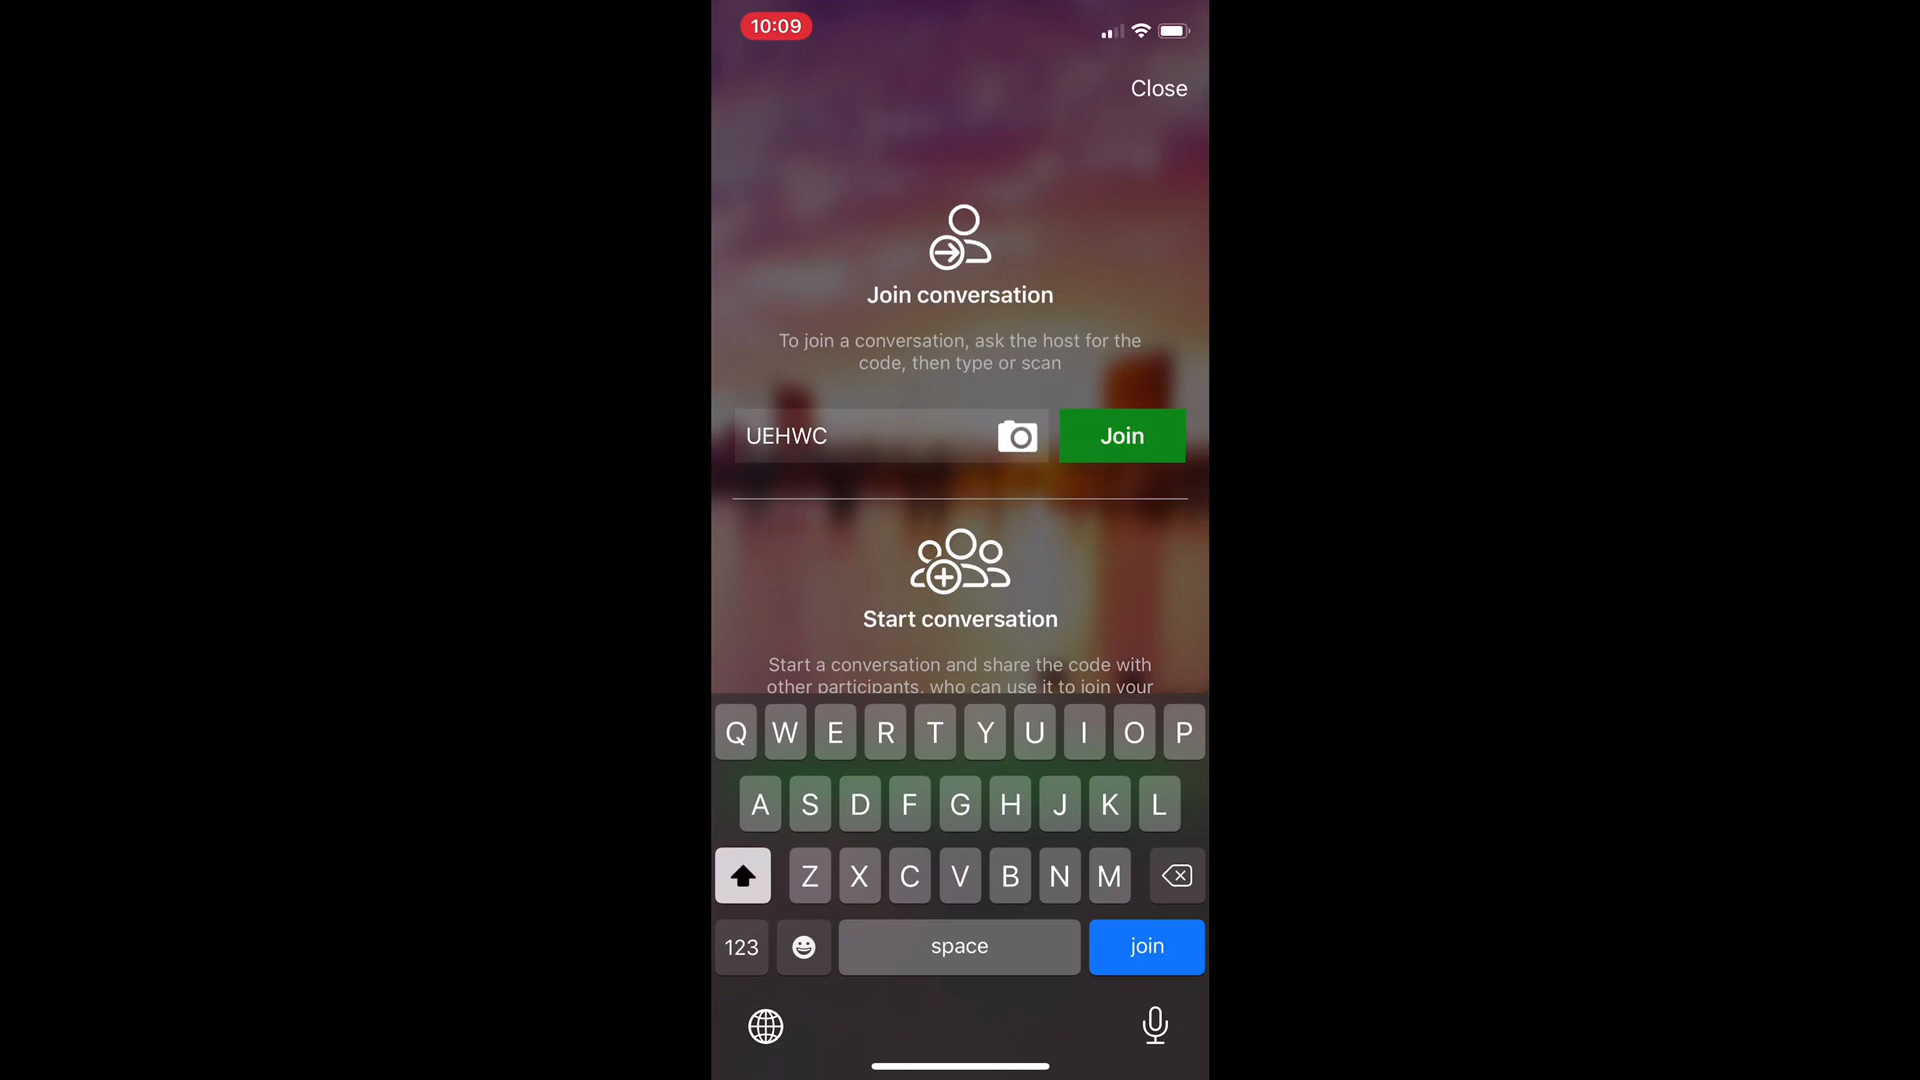 10:09
Close
Join conversation
To join a conversation, ask the host for the
code, then type or scan
UEHWC
Join
Start conversation
Start a conversation and share the code with
other participants, who can use it to join your
Q W E R T Y U I O P
A S D F G H J K L
Z X C V B N M
123 space join